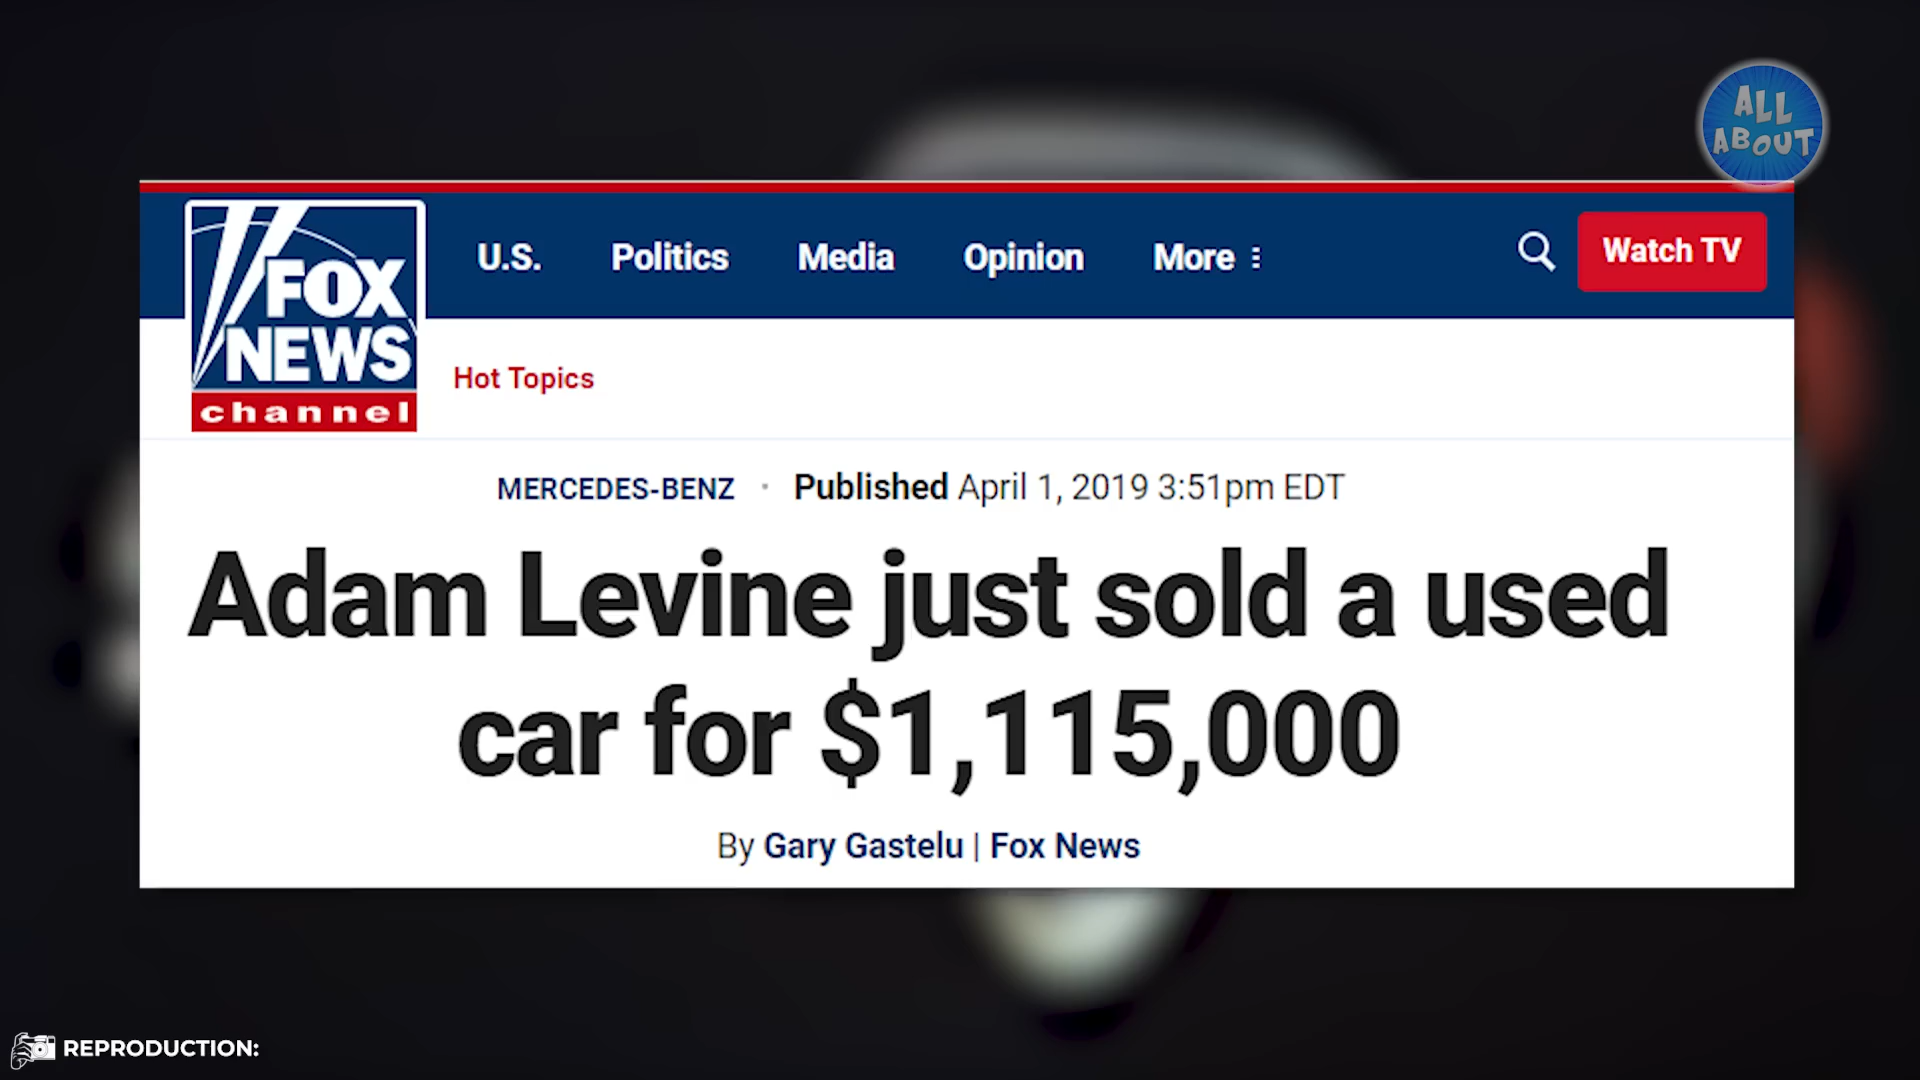 ALL
ABOUT
FOX
NEWS
channel
U.S. Politics Media Opinion More Watch TV
Hot Topics
MERCEDES-BENZ • Published April 1, 2019 3:51pm EDT
Adam Levine just sold a used
car for $1,115,000
By Gary Gastelu | Fox News
REPRODUCTION: